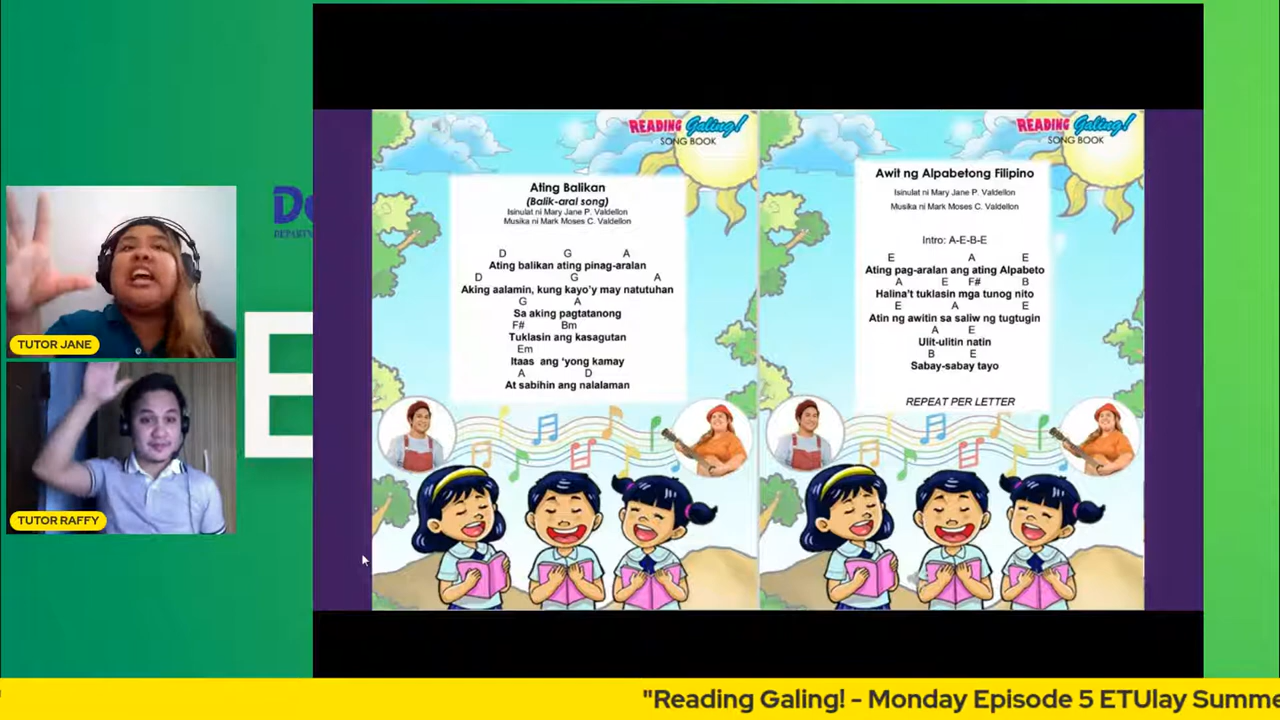 READING Galing!
SONG BOOK
Ating Balikan
(Balik-aral song)
Isinulat ni Mary Jane P. Valdellon
Musika ni Mark Moses C. Valdellon
D G A
Ating balikan ating pinag-aralan
D G A
Aking aalamin, kung kayo'y may natutuhan
G A
Sa aking pagtatanong
F# Bm
Tuklasin ang kasagutan
Em
Itaas ang 'yong kamay
A D
At sabihin ang nalalaman
READING Galing!
SONG BOOK
Awit ng Alpabetong Filipino
Isinulat ni Mary Jane P. Valdellon
Musika ni Mark Moses C. Valdellon
Intro: A-E-B-E
E A E
Ating pag-aralan ang ating Alpabeto
A E F# B
Halina't tuklasin mga tunog nito
E A E
Atin ng awitin sa saliw ng tugtugin
A E
Ulit-ulitin natin
B E
Sabay-sabay tayo
REPEAT PER LETTER
TUTOR JANE
TUTOR RAFFY
E
"Reading Galing! - Monday Episode 5 ETUlay Summe